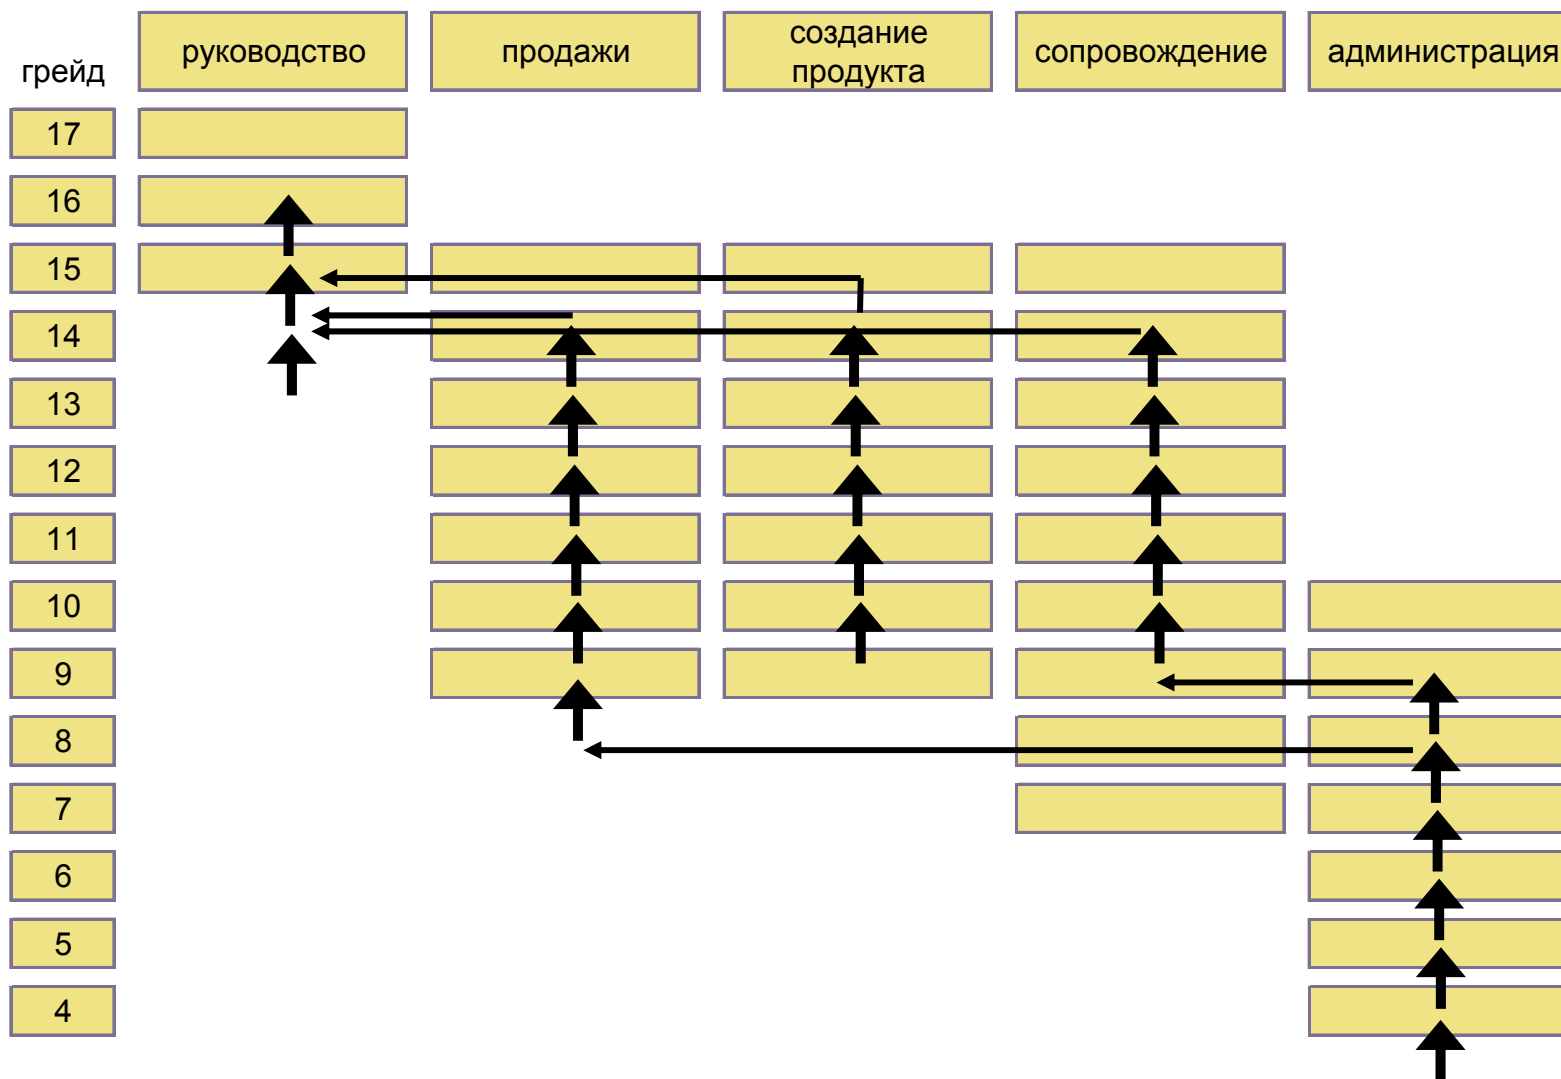 грейд
руководство
продажи
создание
продукта
сопровождение
администрация
17
16
15
14
13
12
11
10
9
8
7
6
5
4